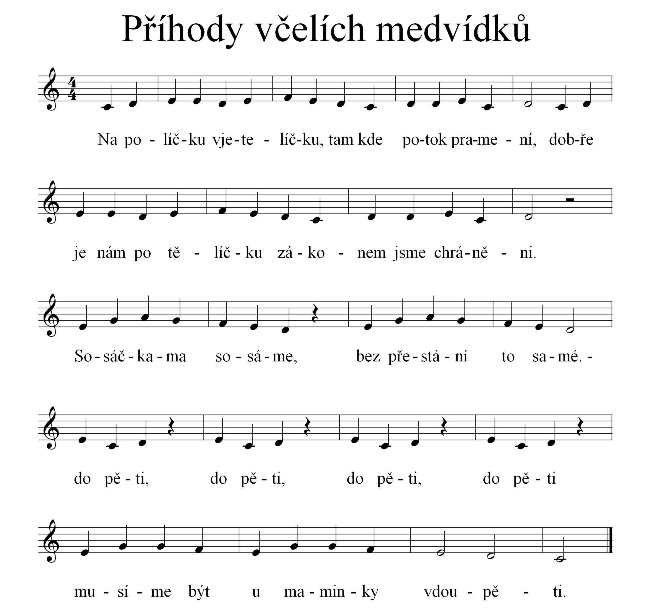 Příhody včelích medvídků
4
4
Na po - líč-ku vje-te - líč-ku, tam kde po-tok pra-me - ní, dob-ře
je nám po tě - líč - ku zá - ko - nem jsme chrá-ně - ni.
So-sáč-ka-ma so-sá-me, bez pře-stá-ní to sa-mé.-
do pě-ti, do pě-ti, do pě-ti, do pě-ti
mu - sí - me být u ma-min - ky vdou - pě - ti.